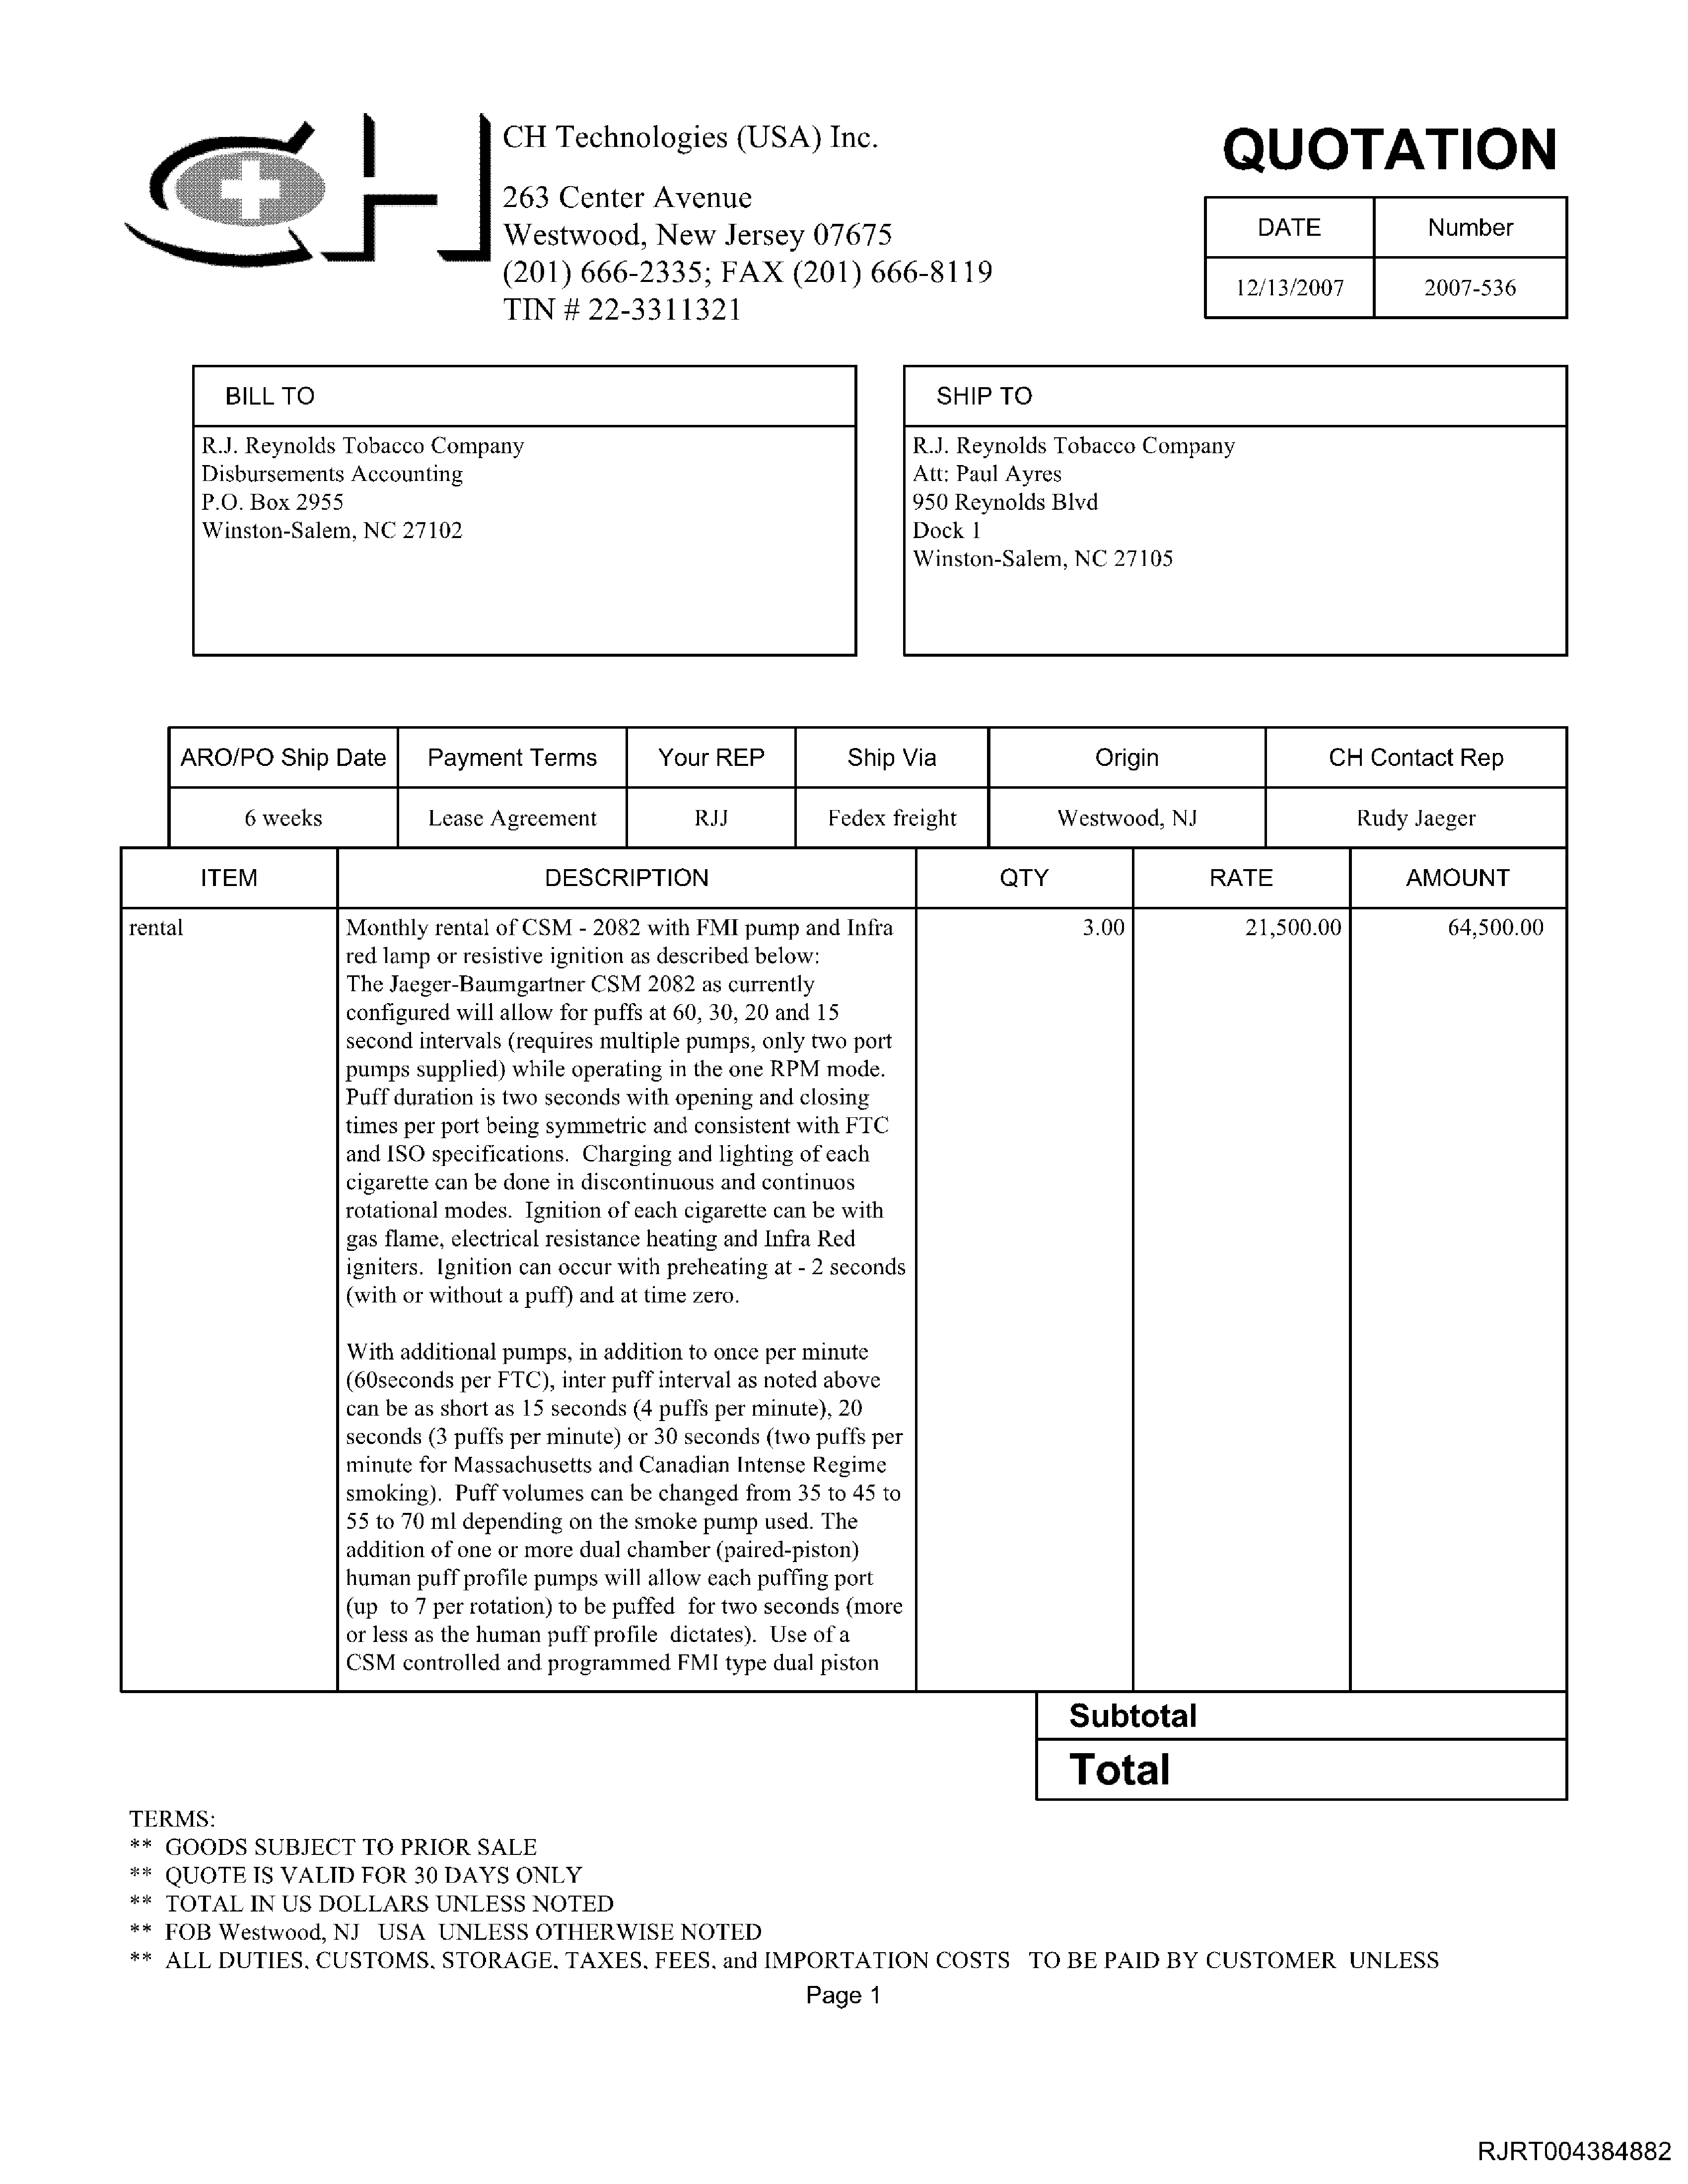 CH Technologies (USA) Inc.
263 Center Avenue
Westwood, New Jersey 07675
(201) 666-2335; FAX (201) 666-8119
TIN # 22-3311321
QUOTATION
DATE Number
12/13/2007 2007-536
BILL TO
R.J. Reynolds Tobacco Company
Disbursements Accounting
P.O. Box 2955
Winston-Salem, NC 27102
SHIP TO
R.J. Reynolds Tobacco Company
Att: Paul Ayres
950 Reynolds Blvd
Dock 1
Winston-Salem, NC 27105
ARO/PO Ship Date Payment Terms Your REP Ship Via Origin CH Contact Rep
6 weeks Lease Agreement RJJ Fedex freight Westwood, NJ Rudy Jaeger
ITEM DESCRIPTION QTY RATE AMOUNT
rental Monthly rental of CSM - 2082 with FMI pump and Infra 3.00 21,500.00 64,500.00
red lamp or resistive ignition as described below:
The Jaeger-Baumgartner CSM 2082 as currently
configured will allow for puffs at 60, 30, 20 and 15
second intervals (requires multiple pumps, only two port
pumps supplied) while operating in the one RPM mode.
Puff duration is two seconds with opening and closing
times per port being symmetric and consistent with FTC
and ISO specifications.  Charging and lighting of each
cigarette can be done in discontinuous and continuos
rotational modes.  Ignition of each cigarette can be with
gas flame, electrical resistance heating and Infra Red
igniters.  Ignition can occur with preheating at - 2 seconds
(with or without a puff) and at time zero.
With additional pumps, in addition to once per minute
(60seconds per FTC), inter puff interval as noted above
can be as short as 15 seconds (4 puffs per minute), 20
seconds (3 puffs per minute) or 30 seconds (two puffs per
minute for Massachusetts and Canadian Intense Regime
smoking).  Puff volumes can be changed from 35 to 45 to
55 to 70 ml depending on the smoke pump used. The
addition of one or more dual chamber (paired-piston)
human puff profile pumps will allow each puffing port
(up  to 7 per rotation) to be puffed  for two seconds (more
or less as the human puff profile  dictates).  Use of a
CSM controlled and programmed FMI type dual piston
Subtotal
Total
TERMS:
** GOODS SUBJECT TO PRIOR SALE
** QUOTE IS VALID FOR 30 DAYS ONLY
** TOTAL IN US DOLLARS UNLESS NOTED
** FOB Westwood, NJ  USA  UNLESS OTHERWISE NOTED
** ALL DUTIES, CUSTOMS, STORAGE, TAXES, FEES, and IMPORTATION COSTS  TO BE PAID BY CUSTOMER  UNLESS
Page 1
RJRT004384882